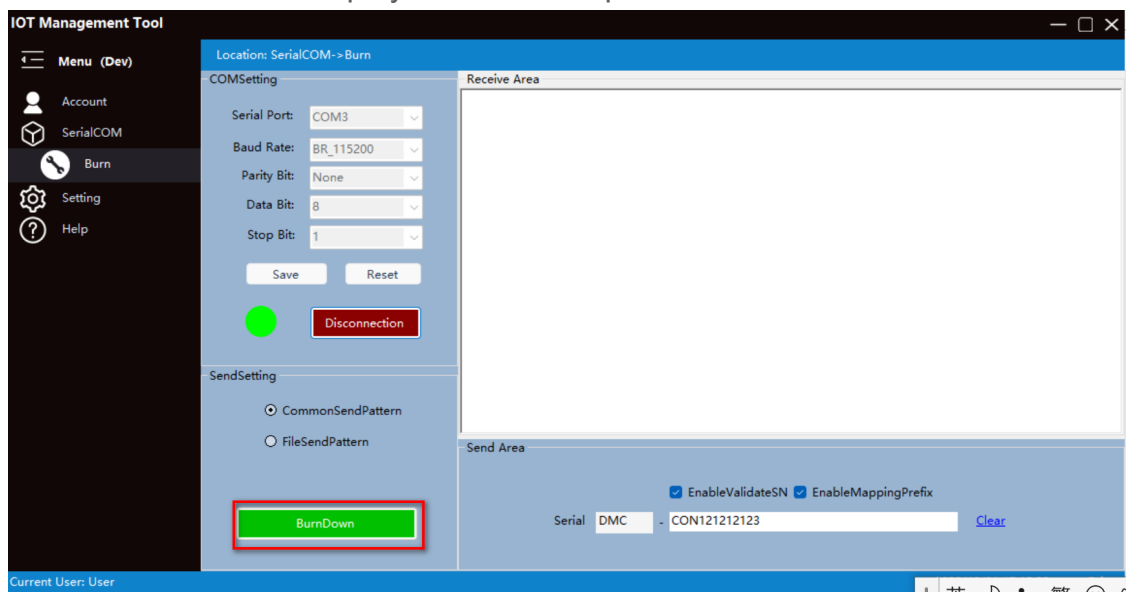 IOT Management Tool
Menu (Dev)
Account
SerialCOM
Burn
Setting
Help
Location: SerialCOM->Burn
COMSetting
Serial Port: COM3
Baud Rate: BR_115200
Parity Bit: None
Data Bit: 8
Stop Bit: 1
Save Reset
Disconnection
SendSetting
CommonSendPattern
FileSendPattern
BurnDown
Receive Area
Send Area
EnableValidateSN EnableMappingPrefix
Serial DMC - CON121212123 Clear
Current User: User